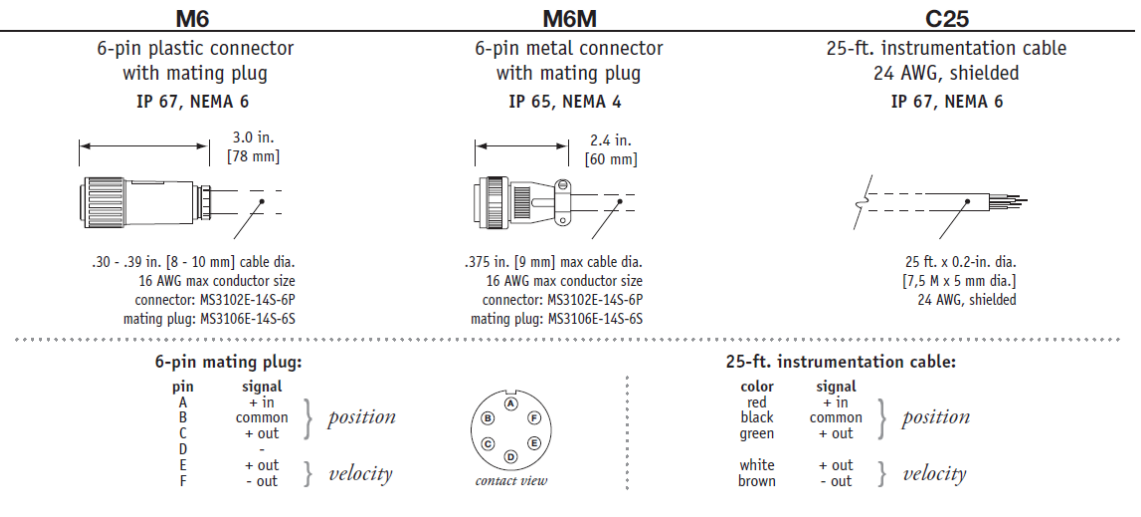 M6
6-pin plastic connector
with mating plug
IP 67, NEMA 6
3.0 in.
[78 mm]
.30 - .39 in. [8 - 10 mm] cable dia.
16 AWG max conductor size
connector: MS3102E-14S-6P
mating plug: MS3106E-14S-6S
M6M
6-pin metal connector
with mating plug
IP 65, NEMA 4
2.4 in.
[60 mm]
.375 in. [9 mm] max cable dia.
16 AWG max conductor size
connector: MS3102E-14S-6P
mating plug: MS3106E-14S-6S
C25
25-ft. instrumentation cable
24 AWG, shielded
IP 67, NEMA 6
25 ft. x 0.2-in. dia.
[7,5 M x 5 mm dia.]
24 AWG, shielded
6-pin mating plug:
pin signal
A + in
B common
C + out
D -
E + out
F - out
position
velocity
A
B F
C E
D
contact view
25-ft. instrumentation cable:
color signal
red + in
black common
green + out
white + out
brown - out
position
velocity